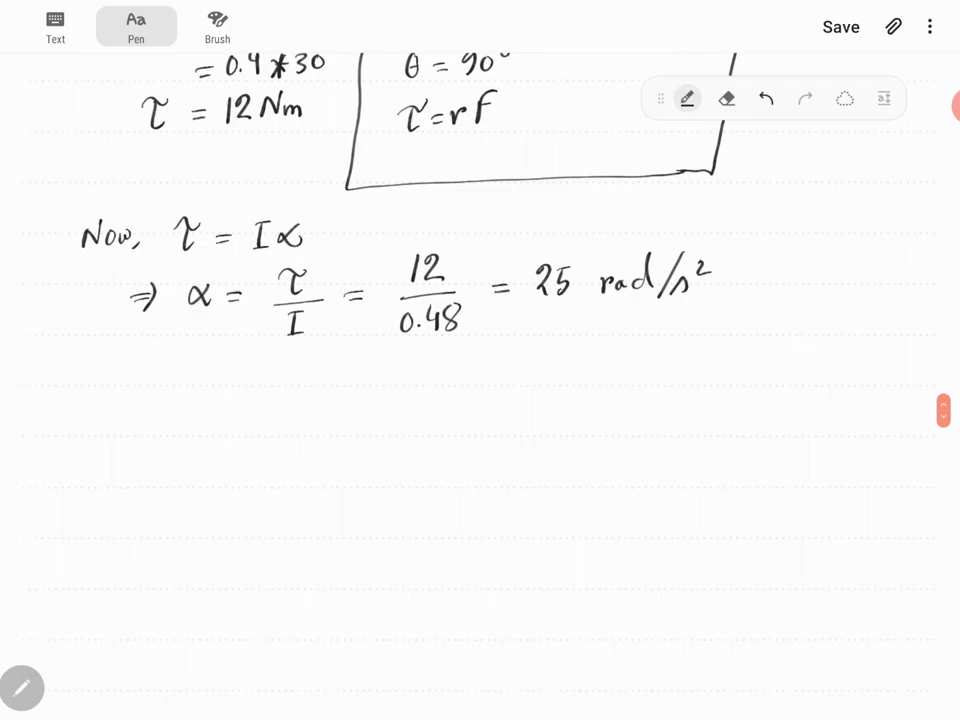 Text
Aa
Pen
Brush
Save
= 0.4 * 30
τ = 12 Nm
θ = 90°
τ = rF
Now, τ = Iα
⇒ α = τ/I = 12/0.48 = 25 rad/s²